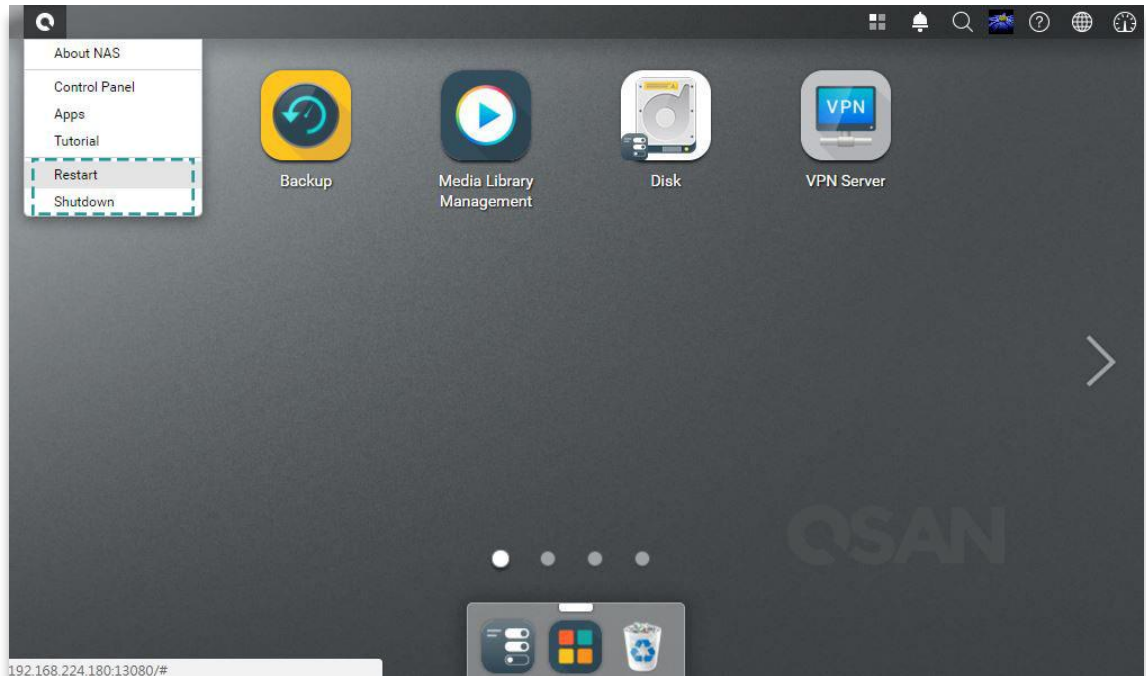 About NAS
Control Panel
Apps
Tutorial
Restart
Shutdown
VPN
Backup
Media Library
Management
Disk
VPN Server
QSAN
192.168.224.180:13080/#